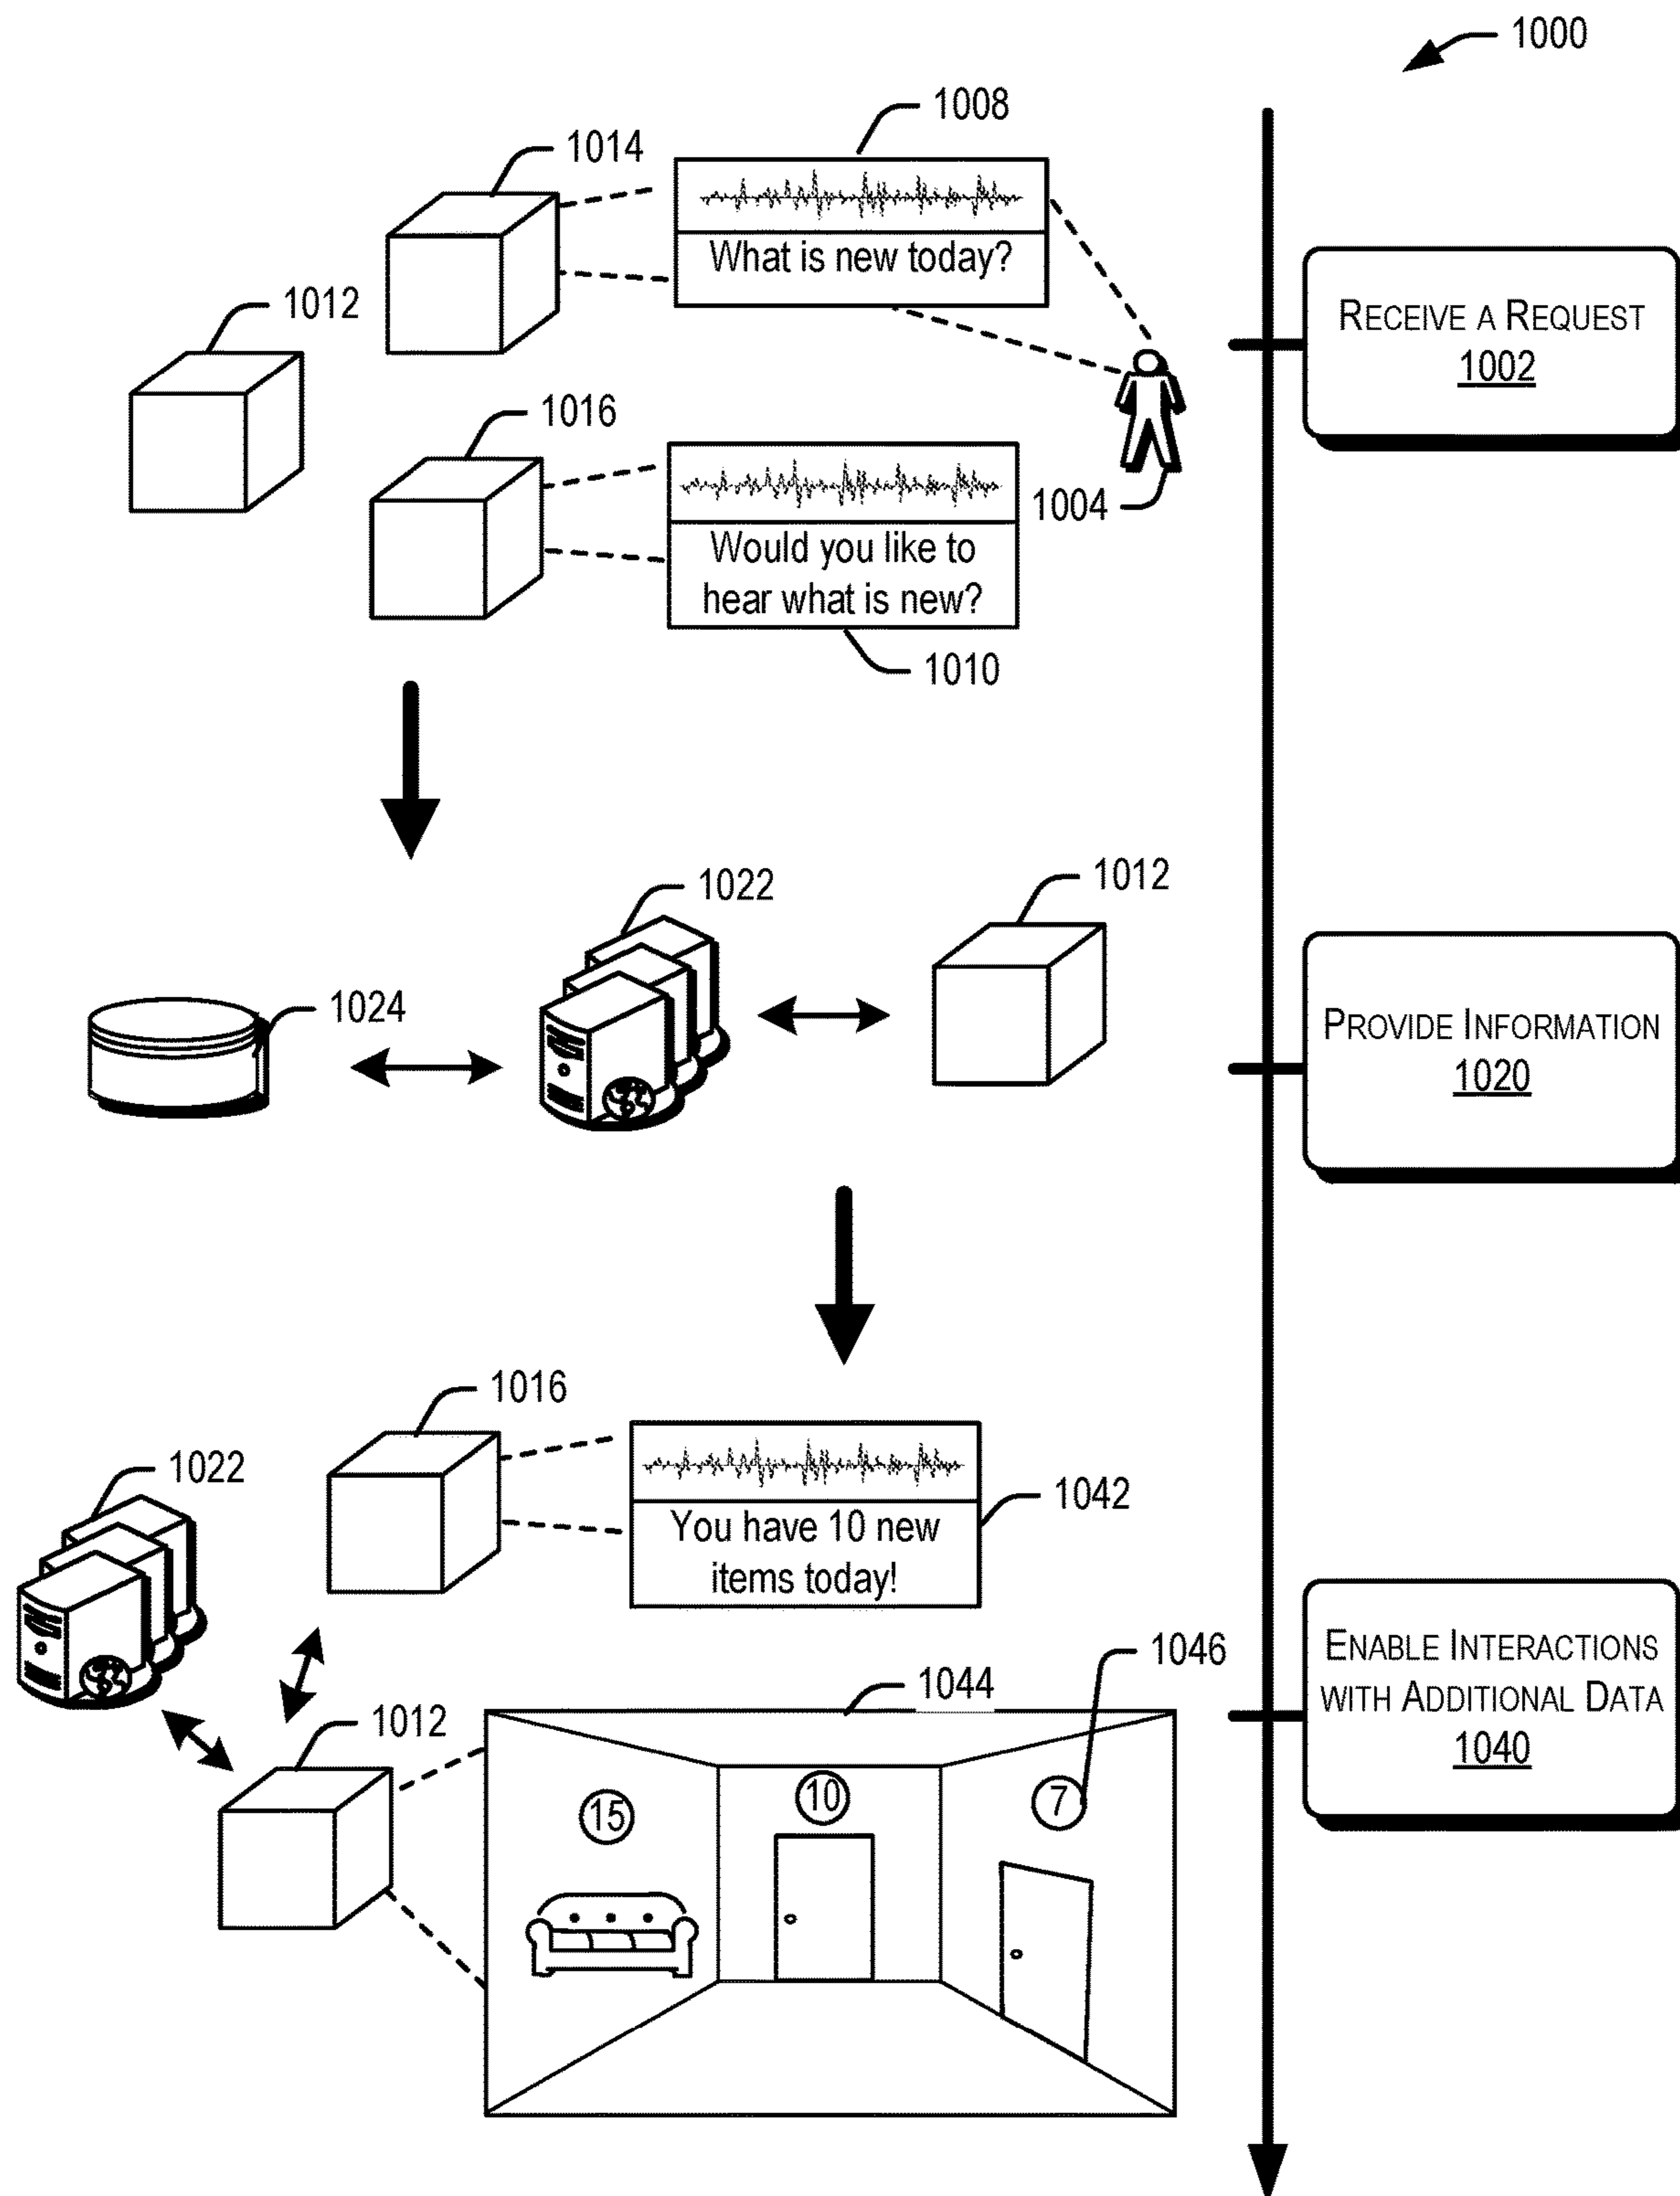 1000
1008
1014
What is new today?
1012
RECEIVE A REQUEST
1002
1016
1004
Would you like to
hear what is new?
1010
1022
1012
1024
PROVIDE INFORMATION
1020
1016
1022
1042
You have 10 new
items today!
1046
1044
ENABLE INTERACTIONS
WITH ADDITIONAL DATA
1040
1012
15
10
7